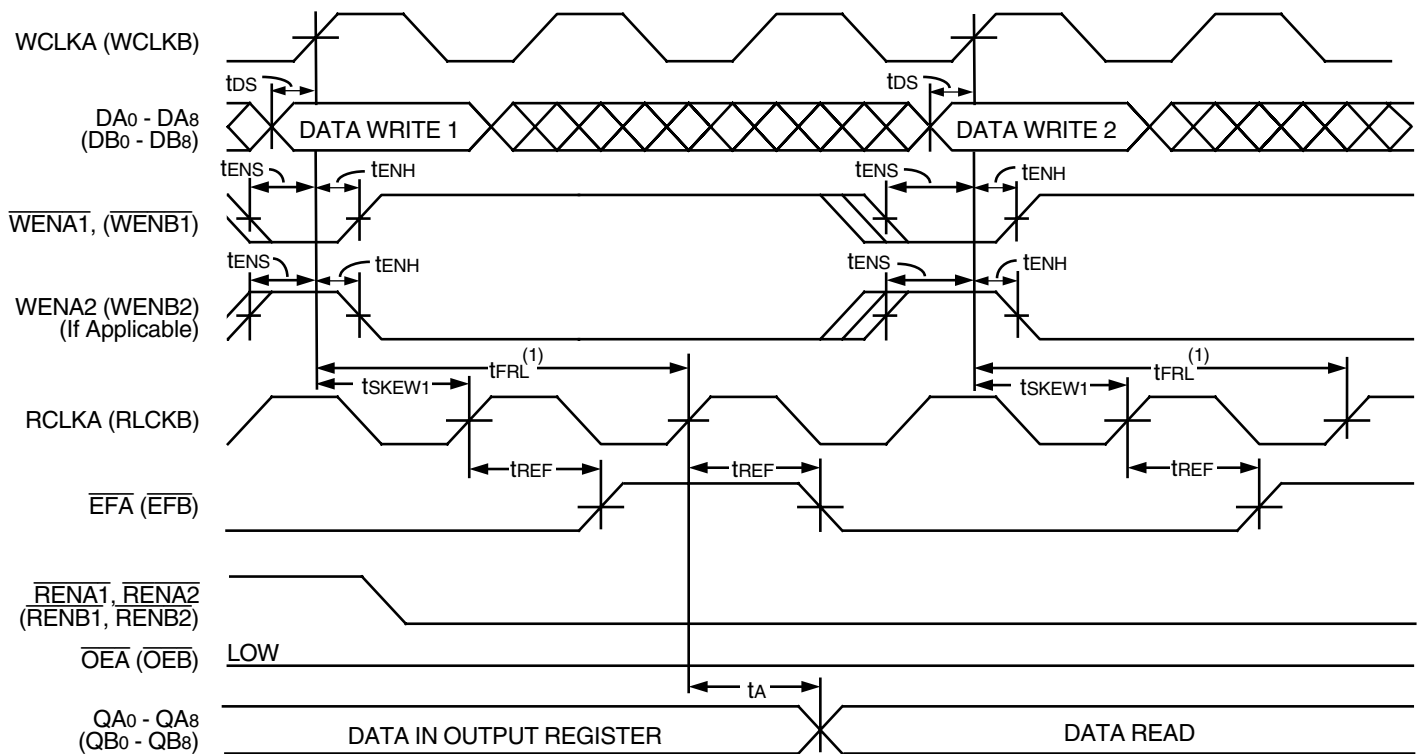 WCLKA (WCLKB)
tDS
tDS
DA0 - DA8
(DB0 - DB8)
DATA WRITE 1
DATA WRITE 2
tENS
tENH
tENS
tENH
WENA1, (WENB1)
tENS
tENH
tENS
tENH
WENA2 (WENB2)
(If Applicable)
tFRL(1)
tFRL(1)
tSKEW1
tSKEW1
RCLKA (RLCKB)
tREF
tREF
tREF
EFA (EFB)
RENA1, RENA2
(RENB1, RENB2)
OEA (OEB)
LOW
tA
QA0 - QA8
(QB0 - QB8)
DATA IN OUTPUT REGISTER
DATA READ